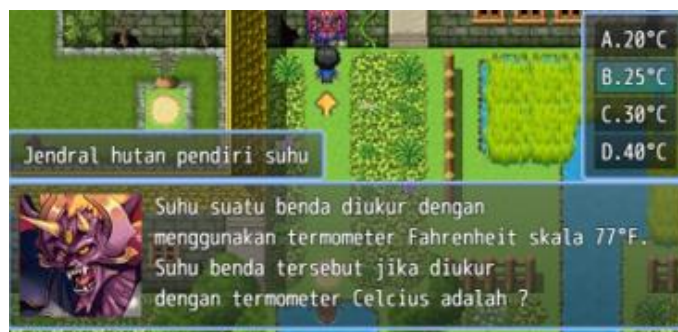 A.20°C
B.25°C
C.30°C
D.40°C
Jendral hutan pendiri suhu
Suhu suatu benda diukur dengan
menggunakan termometer Fahrenheit skala 77°F.
Suhu benda tersebut jika diukur
dengan termometer Celcius adalah ?